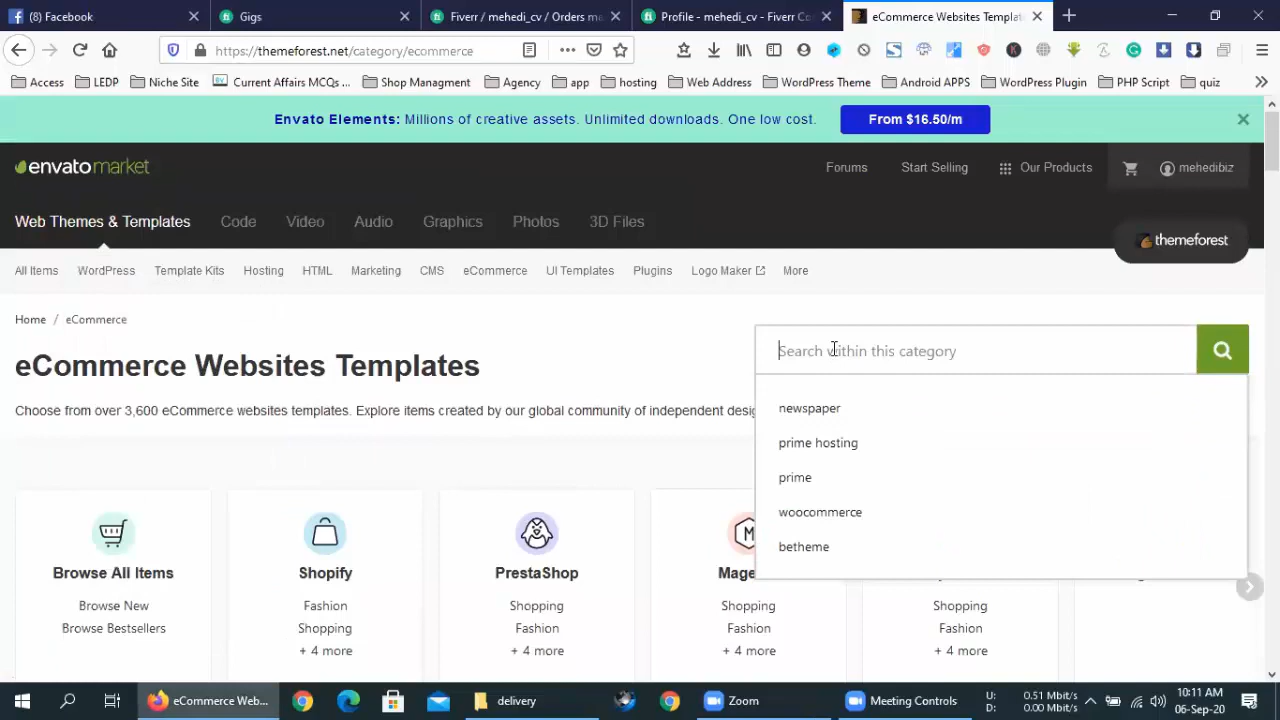 Facebook
Gigs
Fiverr / mehedi_cv / Orders m
Profile - mehedi_cv - Fiverr Co
eCommerce Websites Templat
https://themeforest.net/category/ecommerce
Access
LEDP
Niche Site
Current Affairs MCQs ...
Shop Managment
Agency
app
hosting
Web Address
WordPress Theme
Android APPS
WordPress Plugin
PHP Script
quiz
Envato Elements: Millions of creative assets. Unlimited downloads. One low cost.
From $16.50/m
envatomarket
Forums
Start Selling
Our Products
mehedibiz
Web Themes & Templates
Code
Video
Audio
Graphics
Photos
3D Files
themeforest
All Items
WordPress
Template Kits
Hosting
HTML
Marketing
CMS
eCommerce
UI Templates
Plugins
Logo Maker
More
Home / eCommerce
Search within this category
eCommerce Websites Templates
newspaper
Choose from over 3,600 eCommerce websites templates. Explore items created by our global community of independent desig
prime hosting
prime
woocommerce
betheme
Browse All Items
Browse New
Browse Bestsellers
Shopify
Fashion
Shopping
+ 4 more
PrestaShop
Shopping
Fashion
+ 4 more
Mage
Shopping
Fashion
+ 4 more
Shopping
Fashion
+ 4 more
eCommerce Web...
delivery
Zoom
Meeting Controls
U: 0.51 Mbit/s
D: 0.00 Mbit/s
10:11 AM
06-Sep-20